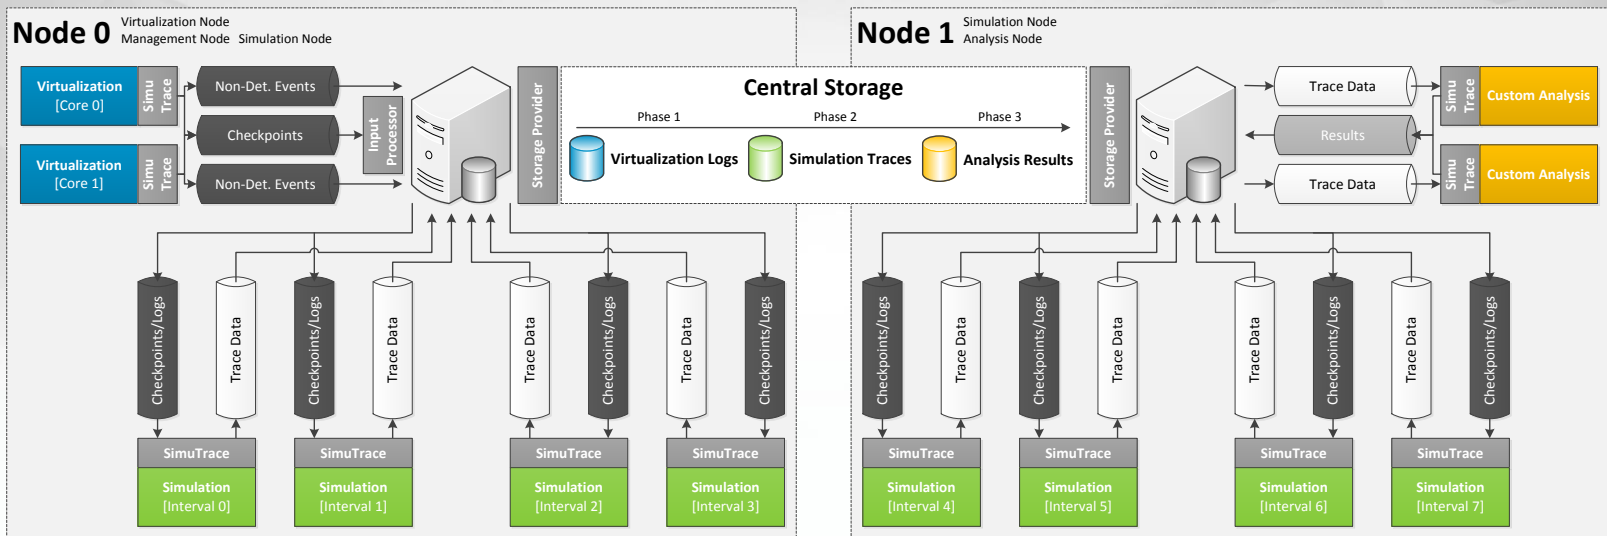 Node 0
Virtualization Node
Management Node Simulation Node
Virtualization
[Core 0]
Simu
Trace
Non-Det. Events
Checkpoints
Input
Processor
Virtualization
[Core 1]
Simu
Trace
Non-Det. Events
Storage Provider
Central Storage
Phase 1
Phase 2
Phase 3
Virtualization Logs
Simulation Traces
Analysis Results
Node 1
Simulation Node
Analysis Node
Storage Provider
Trace Data
Simu
Trace
Custom Analysis
Results
Trace Data
Simu
Trace
Custom Analysis
Checkpoints/Logs
Trace Data
Checkpoints/Logs
Trace Data
Trace Data
Checkpoints/Logs
Trace Data
Checkpoints/Logs
Checkpoints/Logs
Trace Data
Checkpoints/Logs
Trace Data
Trace Data
Checkpoints/Logs
Trace Data
Checkpoints/Logs
SimuTrace
Simulation
[Interval 0]
SimuTrace
Simulation
[Interval 1]
SimuTrace
Simulation
[Interval 2]
SimuTrace
Simulation
[Interval 3]
SimuTrace
Simulation
[Interval 4]
SimuTrace
Simulation
[Interval 5]
SimuTrace
Simulation
[Interval 6]
SimuTrace
Simulation
[Interval 7]